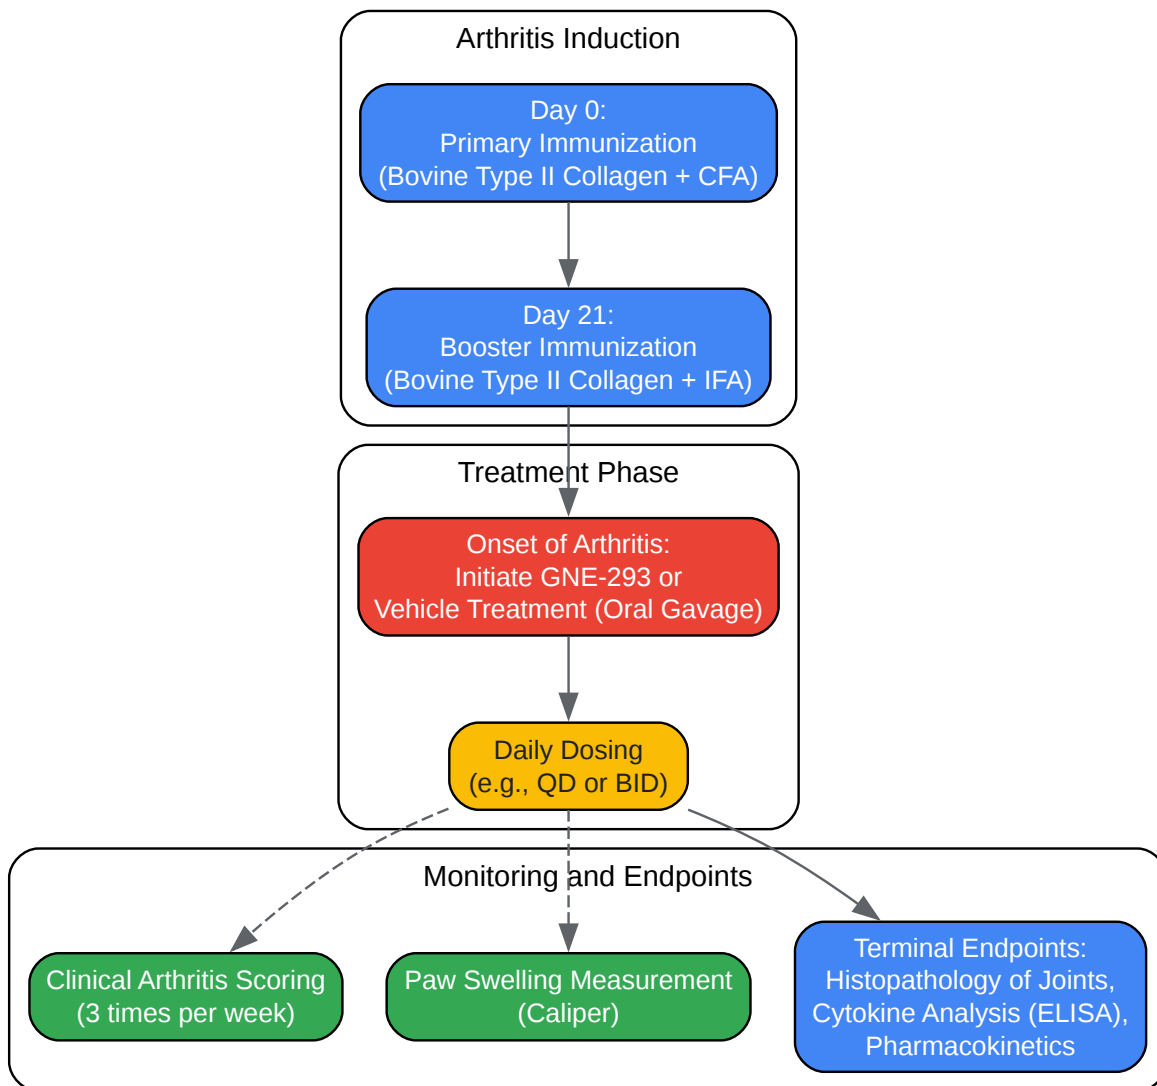 Arthritis Induction
Day 0:
Primary Immunization
(Bovine Type II Collagen + CFA)
Day 21:
Booster Immunization
(Bovine Type II Collagen + IFA)
Treatment Phase
Onset of Arthritis:
Initiate GNE-293 or
Vehicle Treatment (Oral Gavage)
Daily Dosing
(e.g., QD or BID)
Monitoring and Endpoints
Clinical Arthritis Scoring
(3 times per week)
Paw Swelling Measurement
(Caliper)
Terminal Endpoints:
Histopathology of Joints,
Cytokine Analysis (ELISA),
Pharmacokinetics